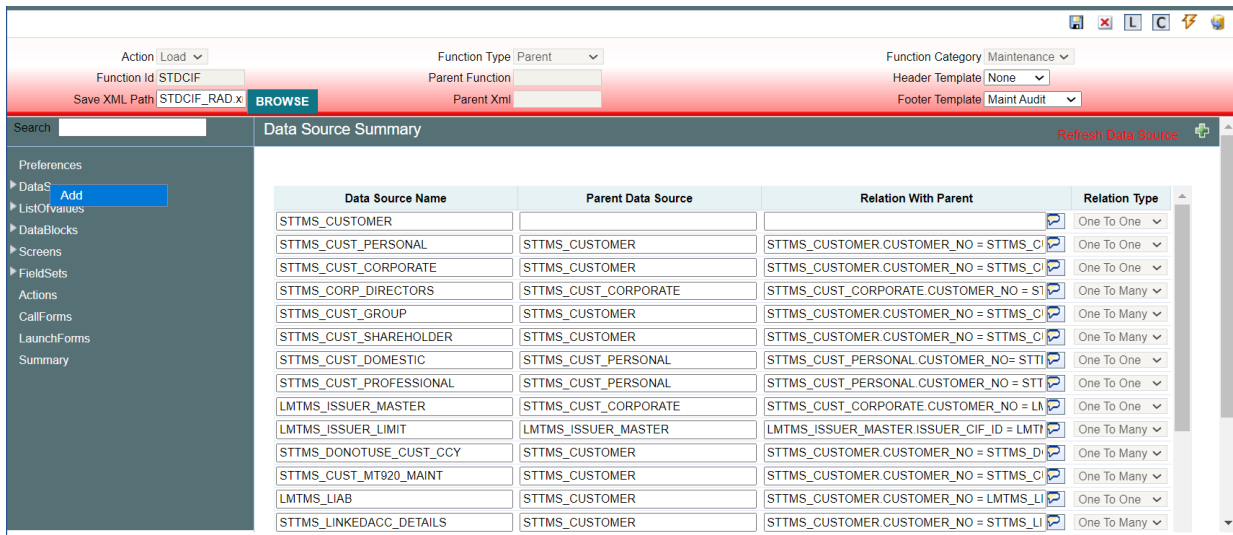 L C
Action Load Function Type Parent Function Category Maintenance
Function Id STDCIF Parent Function Header Template None
Save XML Path STDCIF_RAD.x BROWSE Parent Xml Footer Template Maint Audit
Search Data Source Summary Refresh Data Source
Preferences
DataS
Add
ListOfvalues
DataBlocks
Screens
FieldSets
Actions
CallForms
LaunchForms
Summary
Data Source Name Parent Data Source Relation With Parent Relation Type
STTMS_CUSTOMER One To One
STTMS_CUST_PERSONAL STTMS_CUSTOMER STTMS_CUSTOMER.CUSTOMER_NO = STTMS_C One To One
STTMS_CUST_CORPORATE STTMS_CUSTOMER STTMS_CUSTOMER.CUSTOMER_NO = STTMS_C One To One
STTMS_CORP_DIRECTORS STTMS_CUST_CORPORATE STTMS_CUST_CORPORATE.CUSTOMER_NO = ST One To Many
STTMS_CUST_GROUP STTMS_CUSTOMER STTMS_CUSTOMER.CUSTOMER_NO = STTMS_C One To Many
STTMS_CUST_SHAREHOLDER STTMS_CUSTOMER STTMS_CUSTOMER.CUSTOMER_NO = STTMS_C One To Many
STTMS_CUST_DOMESTIC STTMS_CUST_PERSONAL STTMS_CUST_PERSONAL.CUSTOMER_NO= STT One To One
STTMS_CUST_PROFESSIONAL STTMS_CUST_PERSONAL STTMS_CUST_PERSONAL.CUSTOMER_NO = STT One To One
LMTMS_ISSUER_MASTER STTMS_CUST_CORPORATE STTMS_CUST_CORPORATE.CUSTOMER_NO = L One To One
LMTMS_ISSUER_LIMIT LMTMS_ISSUER_MASTER LMTMS_ISSUER_MASTER.ISSUER_CIF_ID = LMT One To Many
STTMS_DONOTUSE_CUST_CCY STTMS_CUSTOMER STTMS_CUSTOMER.CUSTOMER_NO = STTMS_D One To Many
STTMS_CUST_MT920_MAINT STTMS_CUSTOMER STTMS_CUSTOMER.CUSTOMER_NO = STTMS_C One To Many
LMTMS_LIAB STTMS_CUSTOMER STTMS_CUSTOMER.CUSTOMER_NO = LMTMS_LI One To One
STTMS_LINKEDACC_DETAILS STTMS_CUSTOMER STTMS_CUSTOMER.CUSTOMER_NO = STTMS_LI One To Many